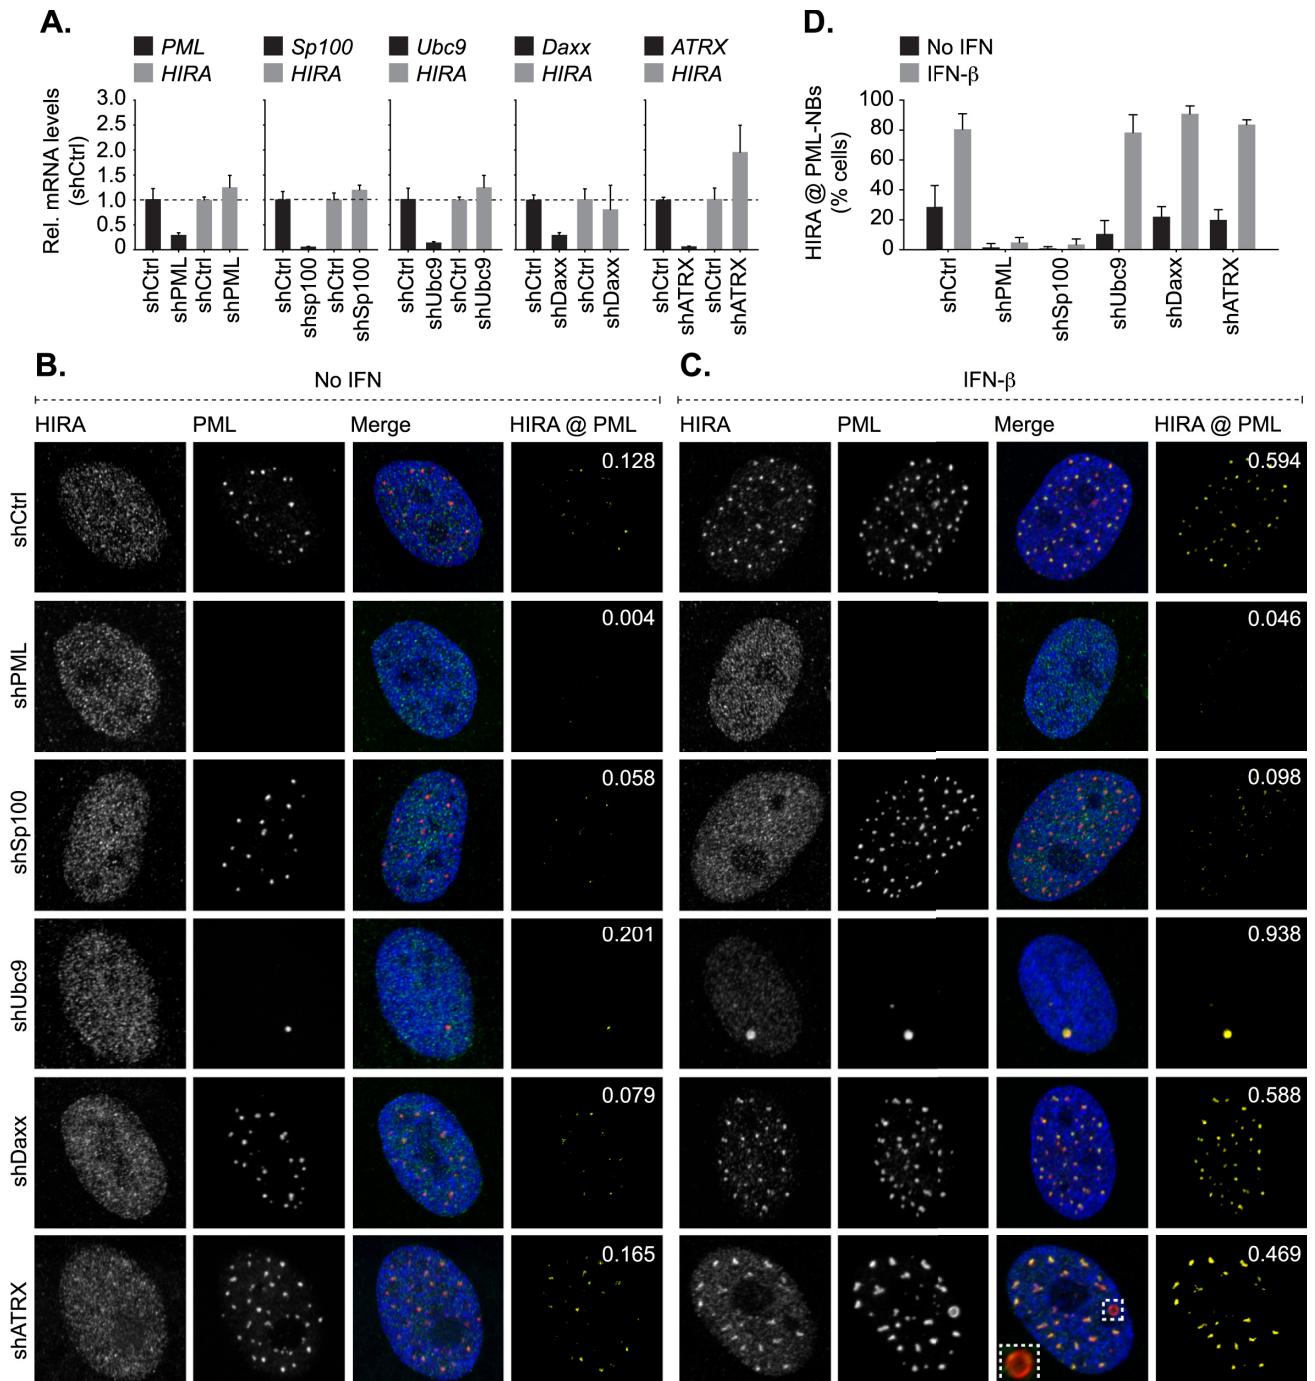 A.
PML
HIRA
Sp100
HIRA
Ubc9
HIRA
Daxx
HIRA
ATRX
HIRA
Rel. mRNA levels
(shCtrl)
3.0
2.0
1.5
1.0
0.5
0
shCtrl
shPML
shCtrl
shPML
shCtrl
shsp100
shCtrl
shSp100
shCtrl
shUbc9
shCtrl
shUbc9
shCtrl
shDaxx
shCtrl
shDaxx
shCtrl
shATRX
shCtrl
shATRX
D.
No IFN
IFN-β
HIRA @ PML-NBs
(% cells)
100
80
60
40
20
0
shCtrl
shPML
shSp100
shUbc9
shDaxx
shATRX
B.
No IFN
HIRA PML Merge HIRA @ PML
C.
IFN-β
HIRA PML Merge HIRA @ PML
shCtrl
0.128
0.594
shPML
0.004
0.046
shSp100
0.058
0.098
shUbc9
0.201
0.938
shDaxx
0.079
0.588
shATRX
0.165
0.469